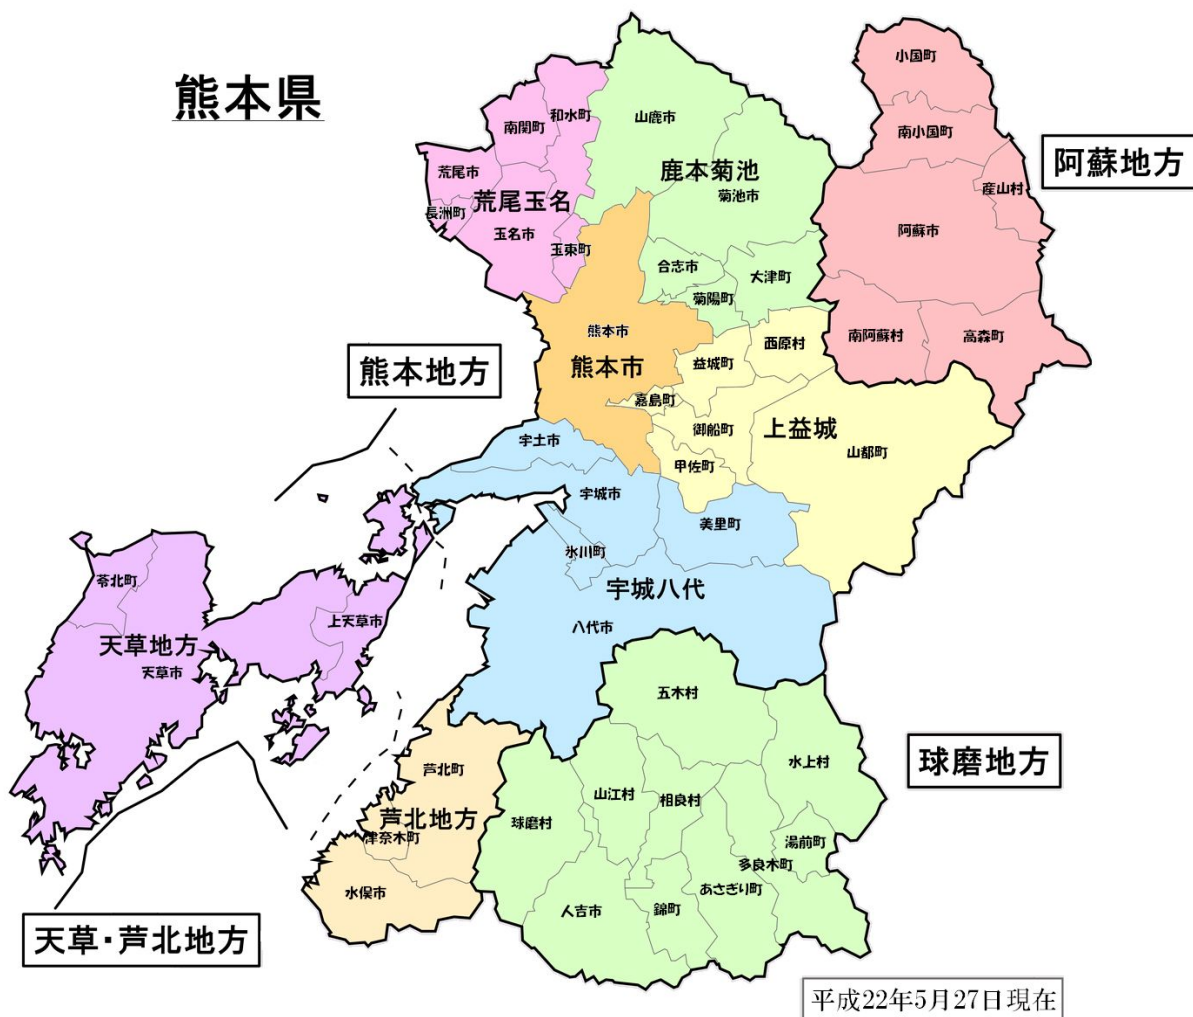 熊本県
小国町
南小国町
産山村
阿蘇市
南阿蘇村
高森町
阿蘇地方
和水町
南関町
荒尾市
荒尾玉名
長洲町
玉名市
玉東町
山鹿市
鹿本菊池
菊池市
合志市
大津町
菊陽町
熊本市
熊本市
熊本地方
西原村
益城町
嘉島町
御船町
上益城
甲佐町
山都町
宇土市
宇城市
美里町
氷川町
宇城八代
八代市
苓北町
上天草市
天草地方
天草市
芦北町
芦北地方
津奈木町
水俣市
天草・芦北地方
五木村
水上村
山江村
相良村
球磨村
湯前町
多良木町
あさぎり町
人吉市
錦町
球磨地方
平成22年5月27日現在